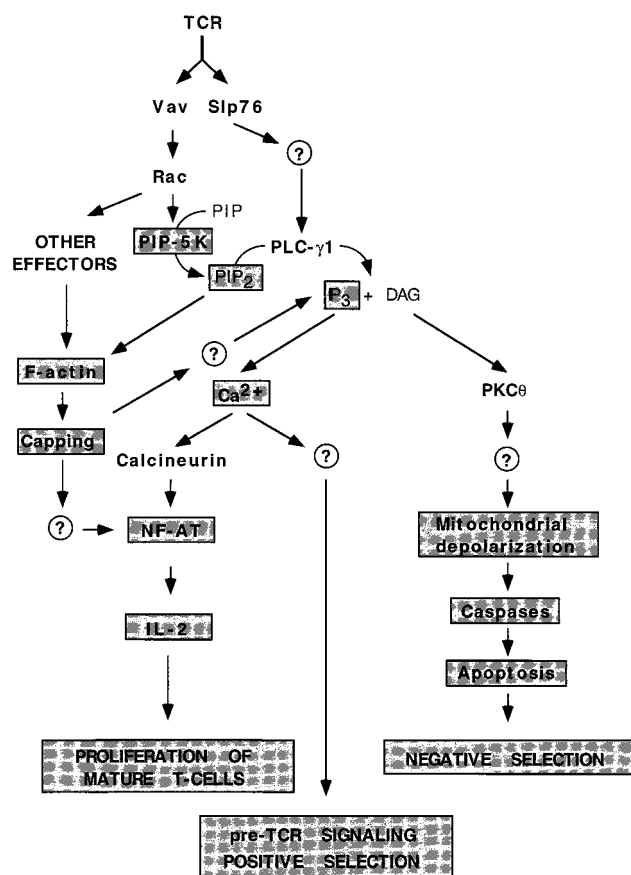 TCR
Vav Slp76
?
Rac
PIP
OTHER
EFFECTORS
PIP-5K
PLC-γ1
PIP2
P3 + DAG
?
F-actin
Ca2+
PKCθ
Capping
Calcineurin
?
?
?
NF-AT
Mitochondrial
depolarization
IL-2
Caspases
Apoptosis
PROLIFERATION OF
MATURE T-CELLS
NEGATIVE SELECTION
pre-TCR SIGNALING
POSITIVE SELECTION